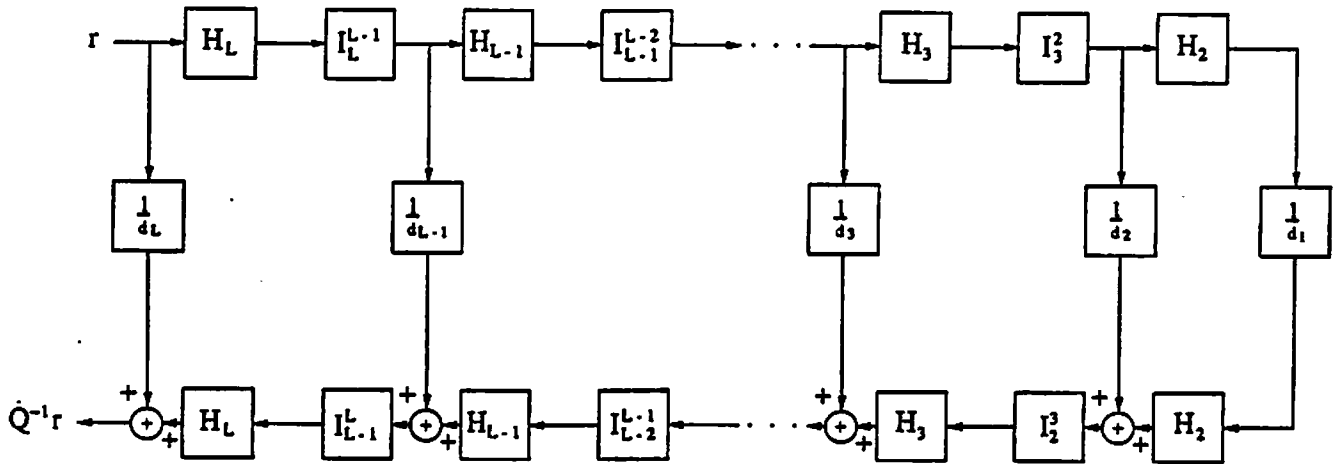 r H_L I_L^{L-1} H_{L-1} I_{L-1}^{L-2} . . . H_3 I_3^2 H_2
1/d_L 1/d_{L-1} 1/d_3 1/d_2 1/d_1
+ + + +
Q^{-1}r + H_L I_{L-1}^L + H_{L-1} I_{L-2}^{L-1} . . . + H_3 I_2^3 + H_2
+ + + +